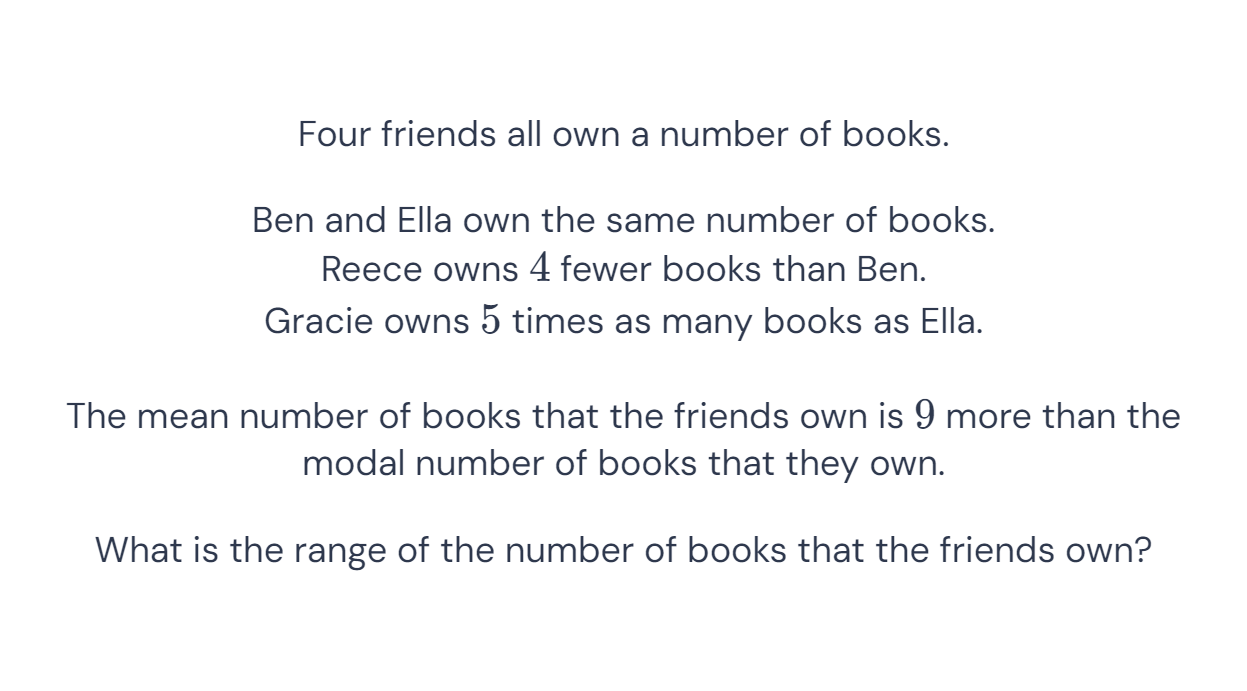 Four friends all own a number of books.
Ben and Ella own the same number of books.
Reece owns 4 fewer books than Ben.
Gracie owns 5 times as many books as Ella.
The mean number of books that the friends own is 9 more than the
modal number of books that they own.
What is the range of the number of books that the friends own?